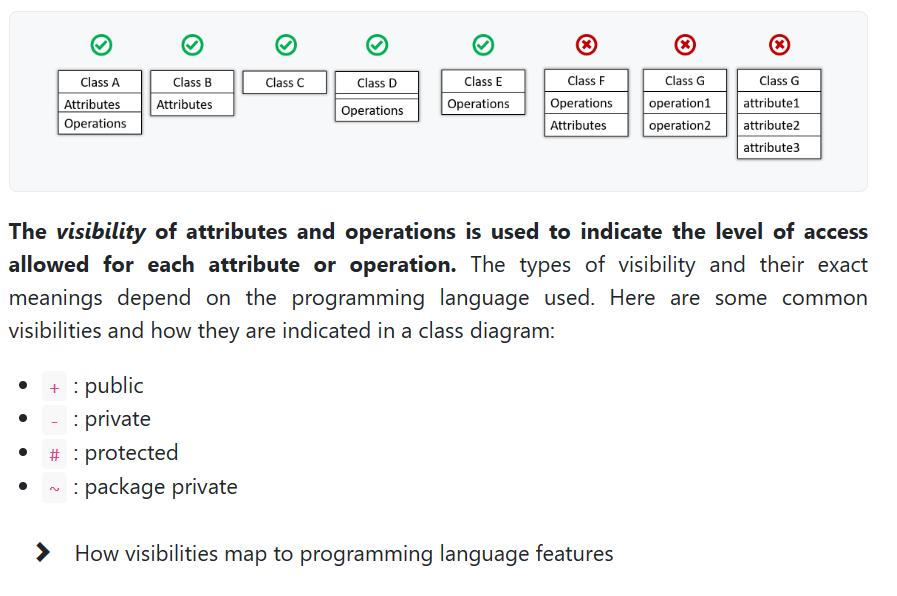 Class A
Attributes
Operations
Class B
Attributes
Class C
Class D
Operations
Class E
Operations
Class F
Operations
Attributes
Class G
operation1
operation2
Class G
attribute1
attribute2
attribute3
The visibility of attributes and operations is used to indicate the level of access
allowed for each attribute or operation. The types of visibility and their exact
meanings depend on the programming language used. Here are some common
visibilities and how they are indicated in a class diagram:
+ : public
- : private
# : protected
~ : package private
How visibilities map to programming language features